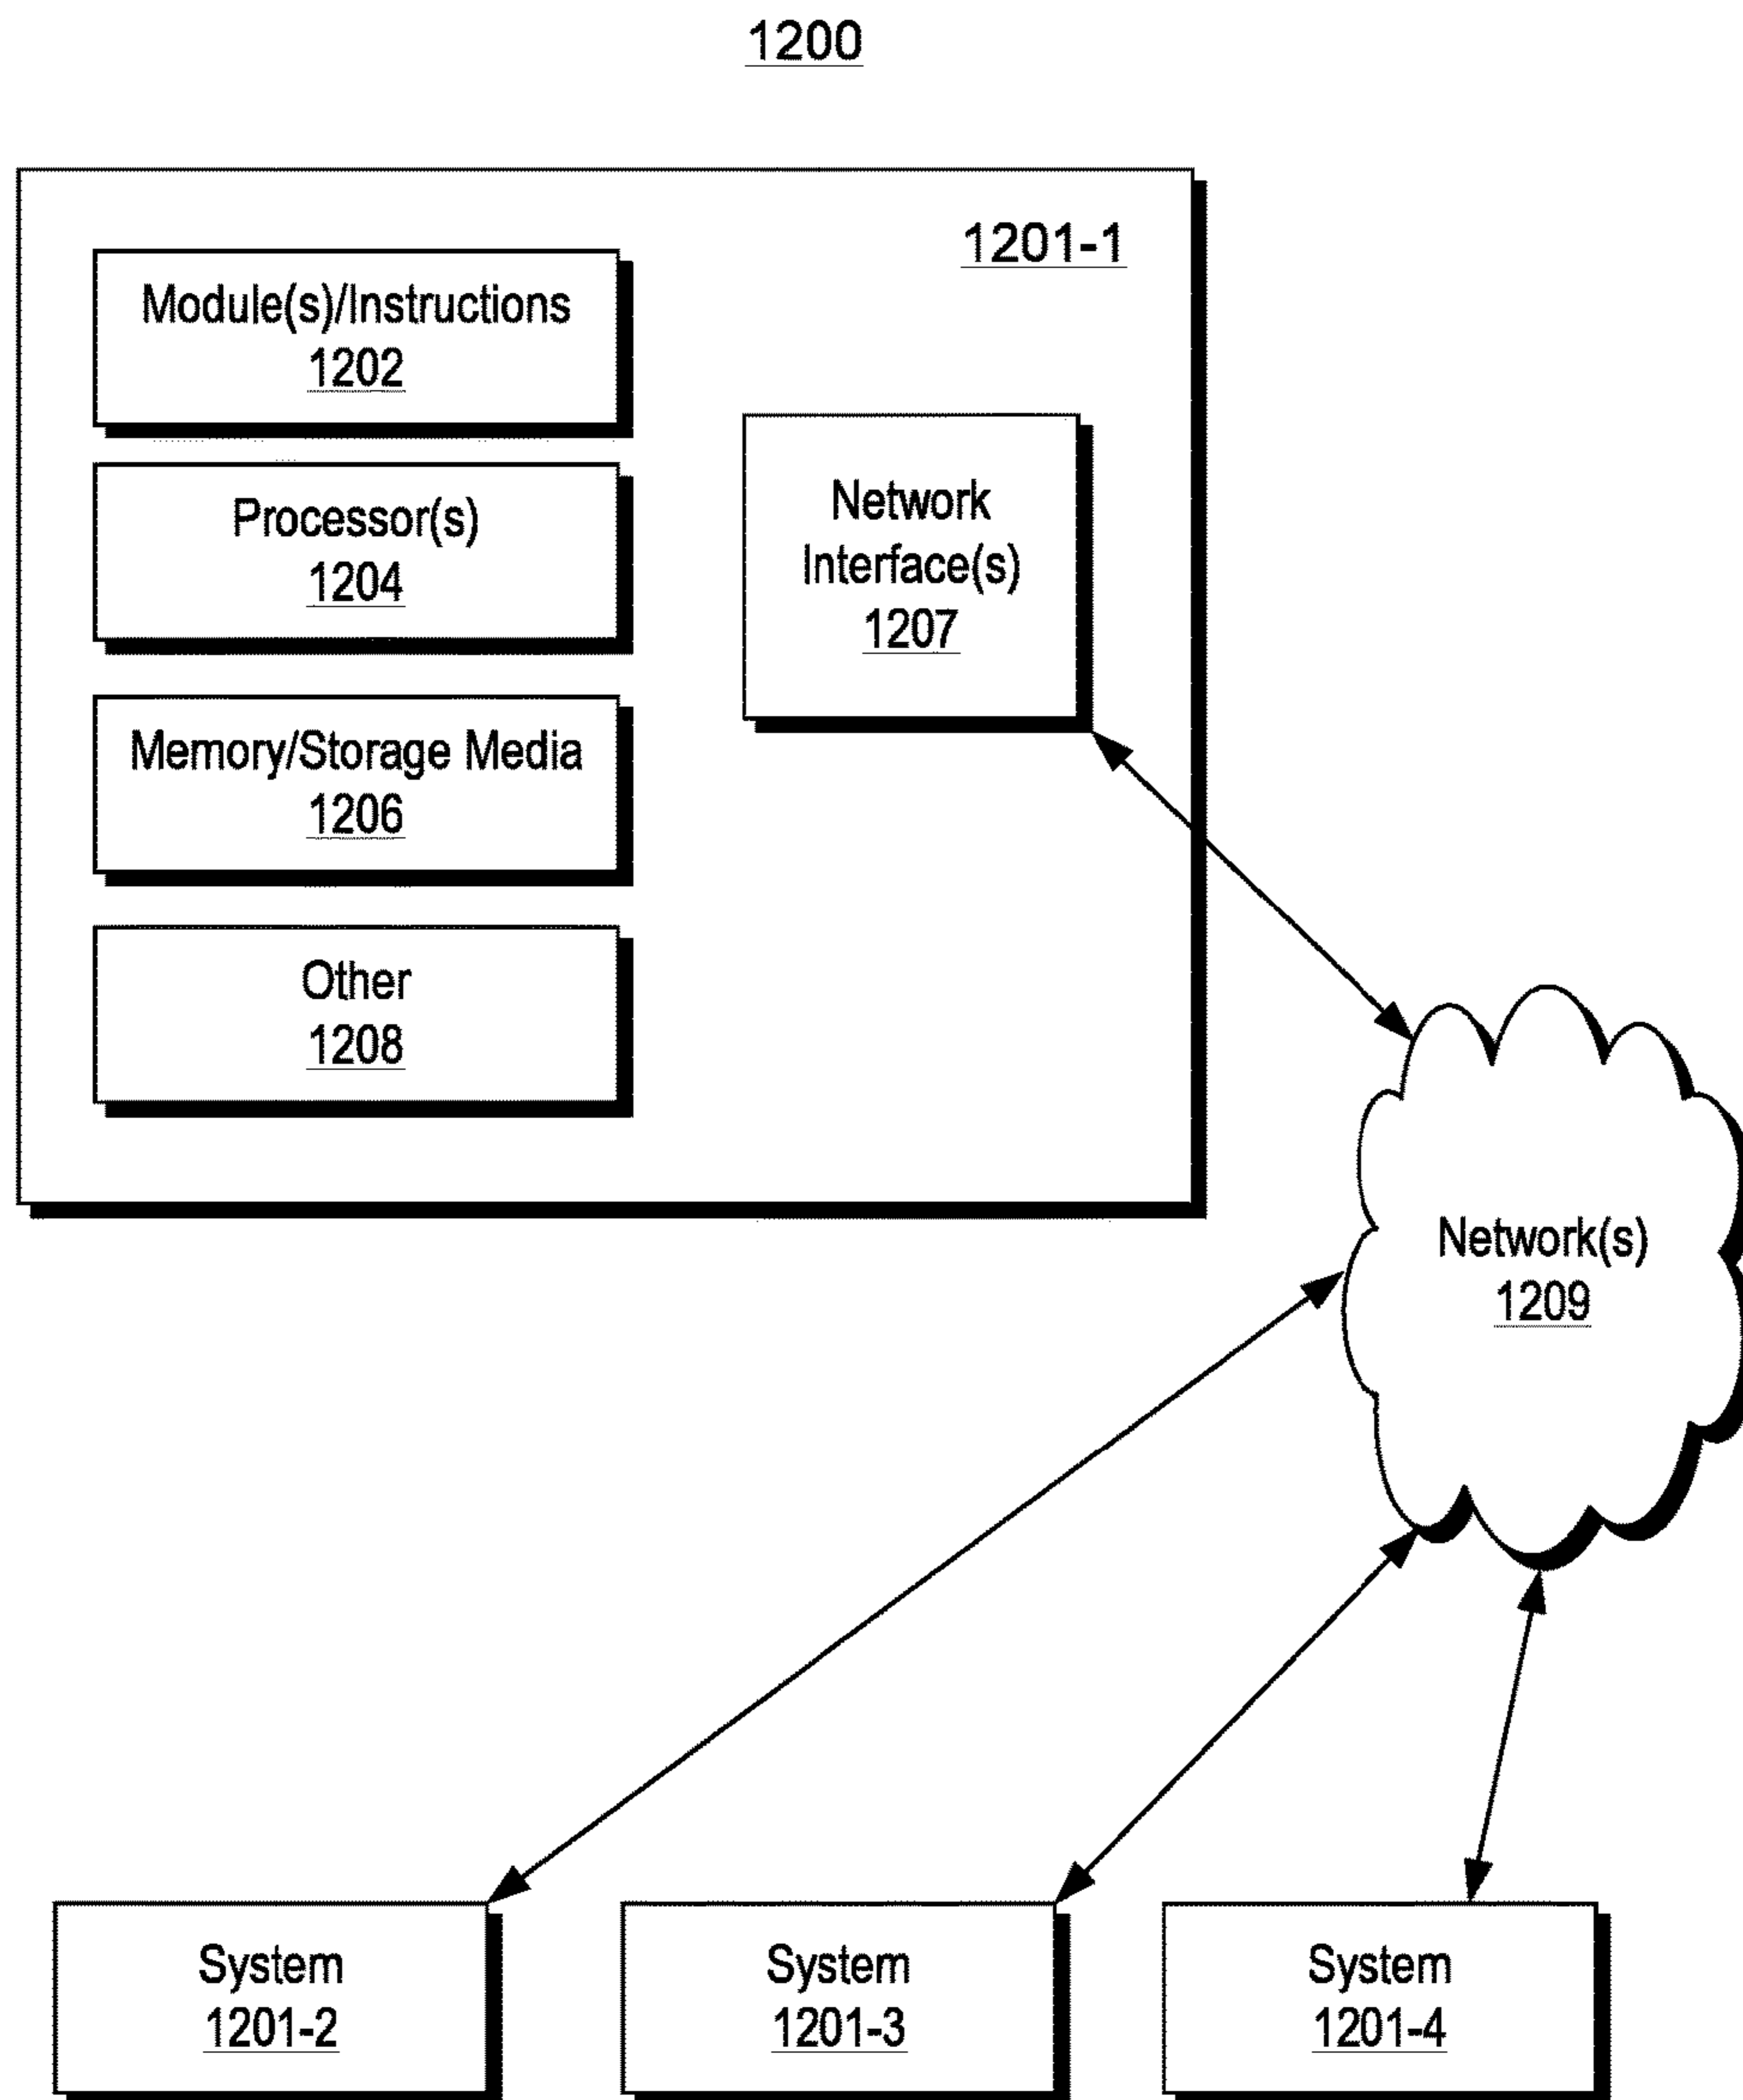 1200
1201-1
Module(s)/Instructions
1202
Processor(s)
1204
Memory/Storage Media
1206
Other
1208
Network
Interface(s)
1207
Network(s)
1209
System
1201-2
System
1201-3
System
1201-4